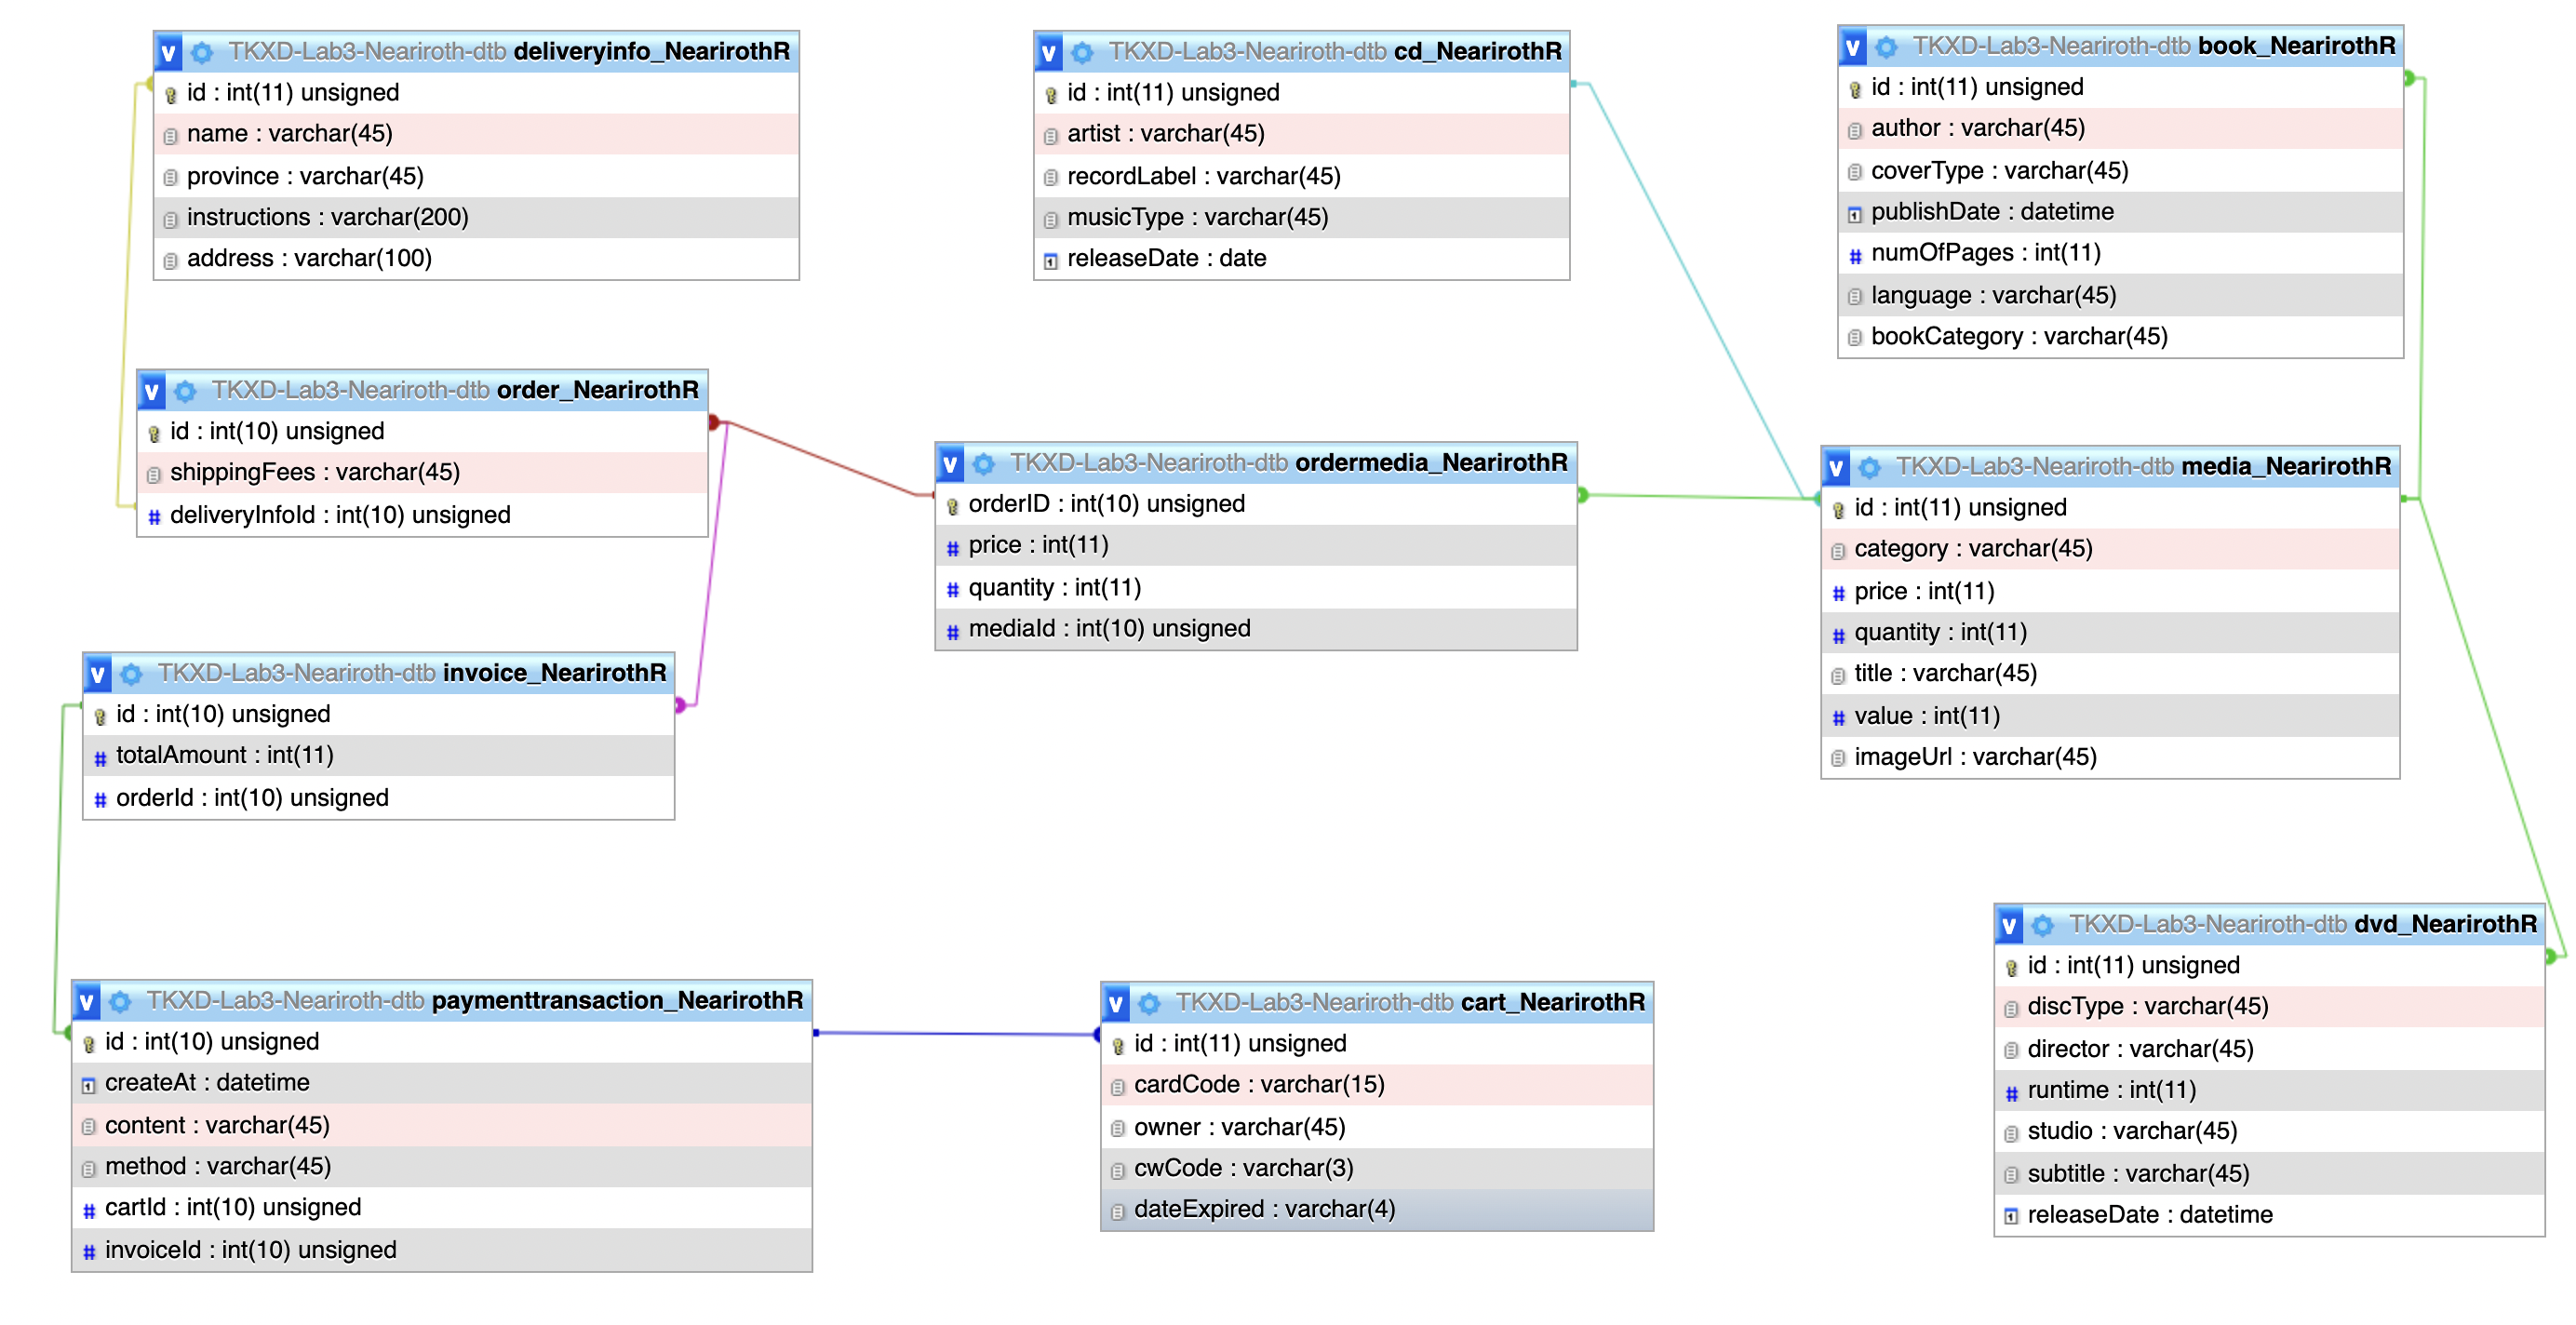 v TKXD-Lab3-Neariroth-dtb deliveryinfo_NearirothR
id : int(11) unsigned
name : varchar(45)
province : varchar(45)
instructions : varchar(200)
address : varchar(100)
v TKXD-Lab3-Neariroth-dtb cd_NearirothR
id : int(11) unsigned
artist : varchar(45)
recordLabel : varchar(45)
musicType : varchar(45)
releaseDate : date
v TKXD-Lab3-Neariroth-dtb book_NearirothR
id : int(11) unsigned
author : varchar(45)
coverType : varchar(45)
publishDate : datetime
# numOfPages : int(11)
language : varchar(45)
bookCategory : varchar(45)
v TKXD-Lab3-Neariroth-dtb order_NearirothR
id : int(10) unsigned
shippingFees : varchar(45)
# deliveryInfoId : int(10) unsigned
v TKXD-Lab3-Neariroth-dtb ordermedia_NearirothR
orderID : int(10) unsigned
# price : int(11)
# quantity : int(11)
# mediaId : int(10) unsigned
v TKXD-Lab3-Neariroth-dtb media_NearirothR
id : int(11) unsigned
category : varchar(45)
# price : int(11)
# quantity : int(11)
title : varchar(45)
# value : int(11)
imageUrl : varchar(45)
v TKXD-Lab3-Neariroth-dtb invoice_NearirothR
id : int(10) unsigned
# totalAmount : int(11)
# orderId : int(10) unsigned
v TKXD-Lab3-Neariroth-dtb paymenttransaction_NearirothR
id : int(10) unsigned
createAt : datetime
content : varchar(45)
method : varchar(45)
# cartId : int(10) unsigned
# invoiceId : int(10) unsigned
v TKXD-Lab3-Neariroth-dtb cart_NearirothR
id : int(11) unsigned
cardCode : varchar(15)
owner : varchar(45)
cwCode : varchar(3)
dateExpired : varchar(4)
v TKXD-Lab3-Neariroth-dtb dvd_NearirothR
id : int(11) unsigned
discType : varchar(45)
director : varchar(45)
# runtime : int(11)
studio : varchar(45)
subtitle : varchar(45)
releaseDate : datetime